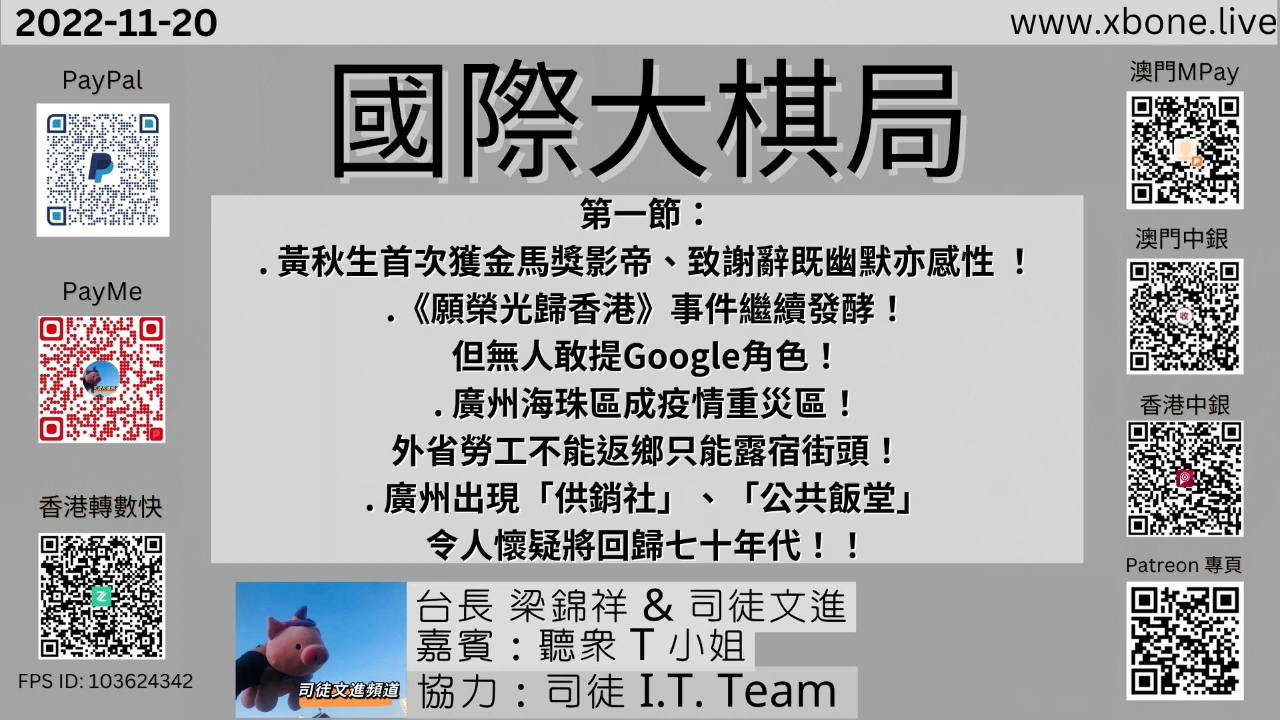 2022-11-20
www.xbone.live
國際大棋局
PayPal
PayMe
香港轉數快
FPS ID: 103624342
第一節：
. 黃秋生首次獲金馬獎影帝、致謝辭既幽默亦感性 ！
.《願榮光歸香港》事件繼續發酵！
但無人敢提Google角色！
. 廣州海珠區成疫情重災區！
外省勞工不能返鄉只能露宿街頭！
. 廣州出現「供銷社」、「公共飯堂」
令人懷疑將回歸七十年代！！
司徒文進頻道
台長 梁錦祥 & 司徒文進
嘉賓：聽衆 T 小姐
協力：司徒 I.T. Team
澳門MPay
澳門中銀
收
香港中銀
Patreon 專頁